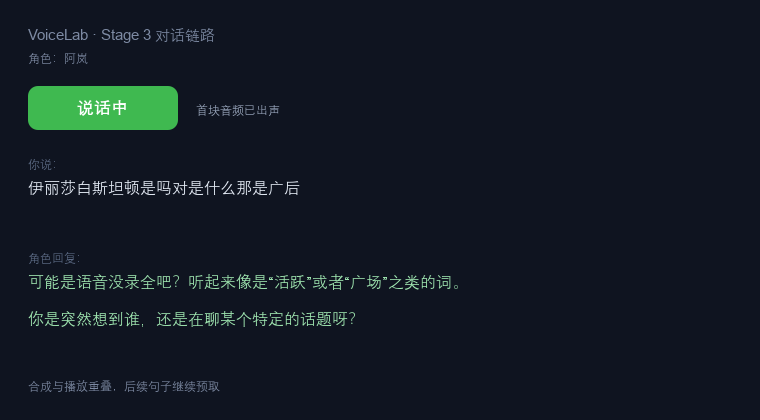 VoiceLab · Stage 3 对话链路
角色：阿岚
说话中
首块音频已出声
你说：
伊丽莎白斯坦顿是吗对是什么那是广后
角色回复：
可能是语音没录全吧？听起来像是“活跃”或者“广场”之类的词。
你是突然想到谁，还是在聊某个特定的话题呀？
合成与播放重叠，后续句子继续预取